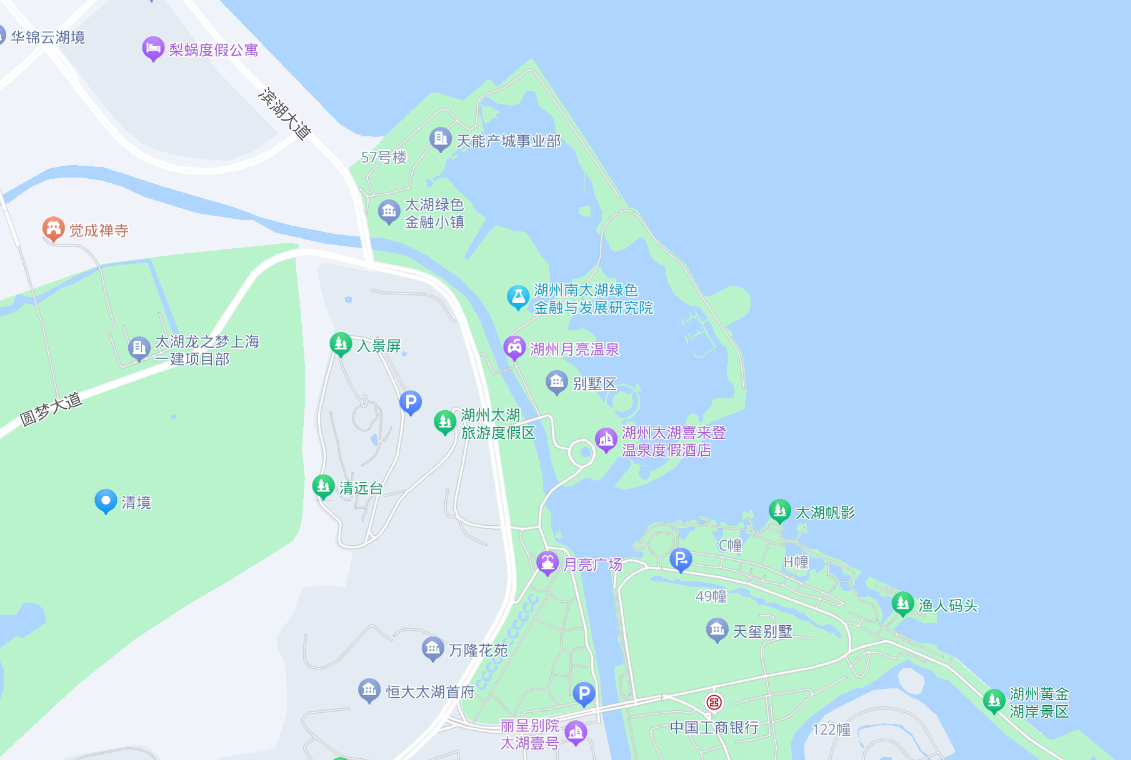 华锦云湖境
梨蜗度假公寓
滨湖大道
天能产城事业部
57号楼
太湖绿色
金融小镇
觉成禅寺
湖州南太湖绿色
金融与发展研究院
太湖龙之梦上海
一建项目部
入景屏
湖州月亮温泉
别墅区
圆梦大道
P
湖州太湖
旅游度假区
湖州太湖喜来登
温泉度假酒店
清远台
清境
太湖帆影
C幢
月亮广场
P
H幢
49幢
渔人码头
天玺别墅
万隆花苑
恒大太湖首府
P
湖州黄金
湖岸景区
丽呈别院
太湖壹号
中国工商银行
122幢